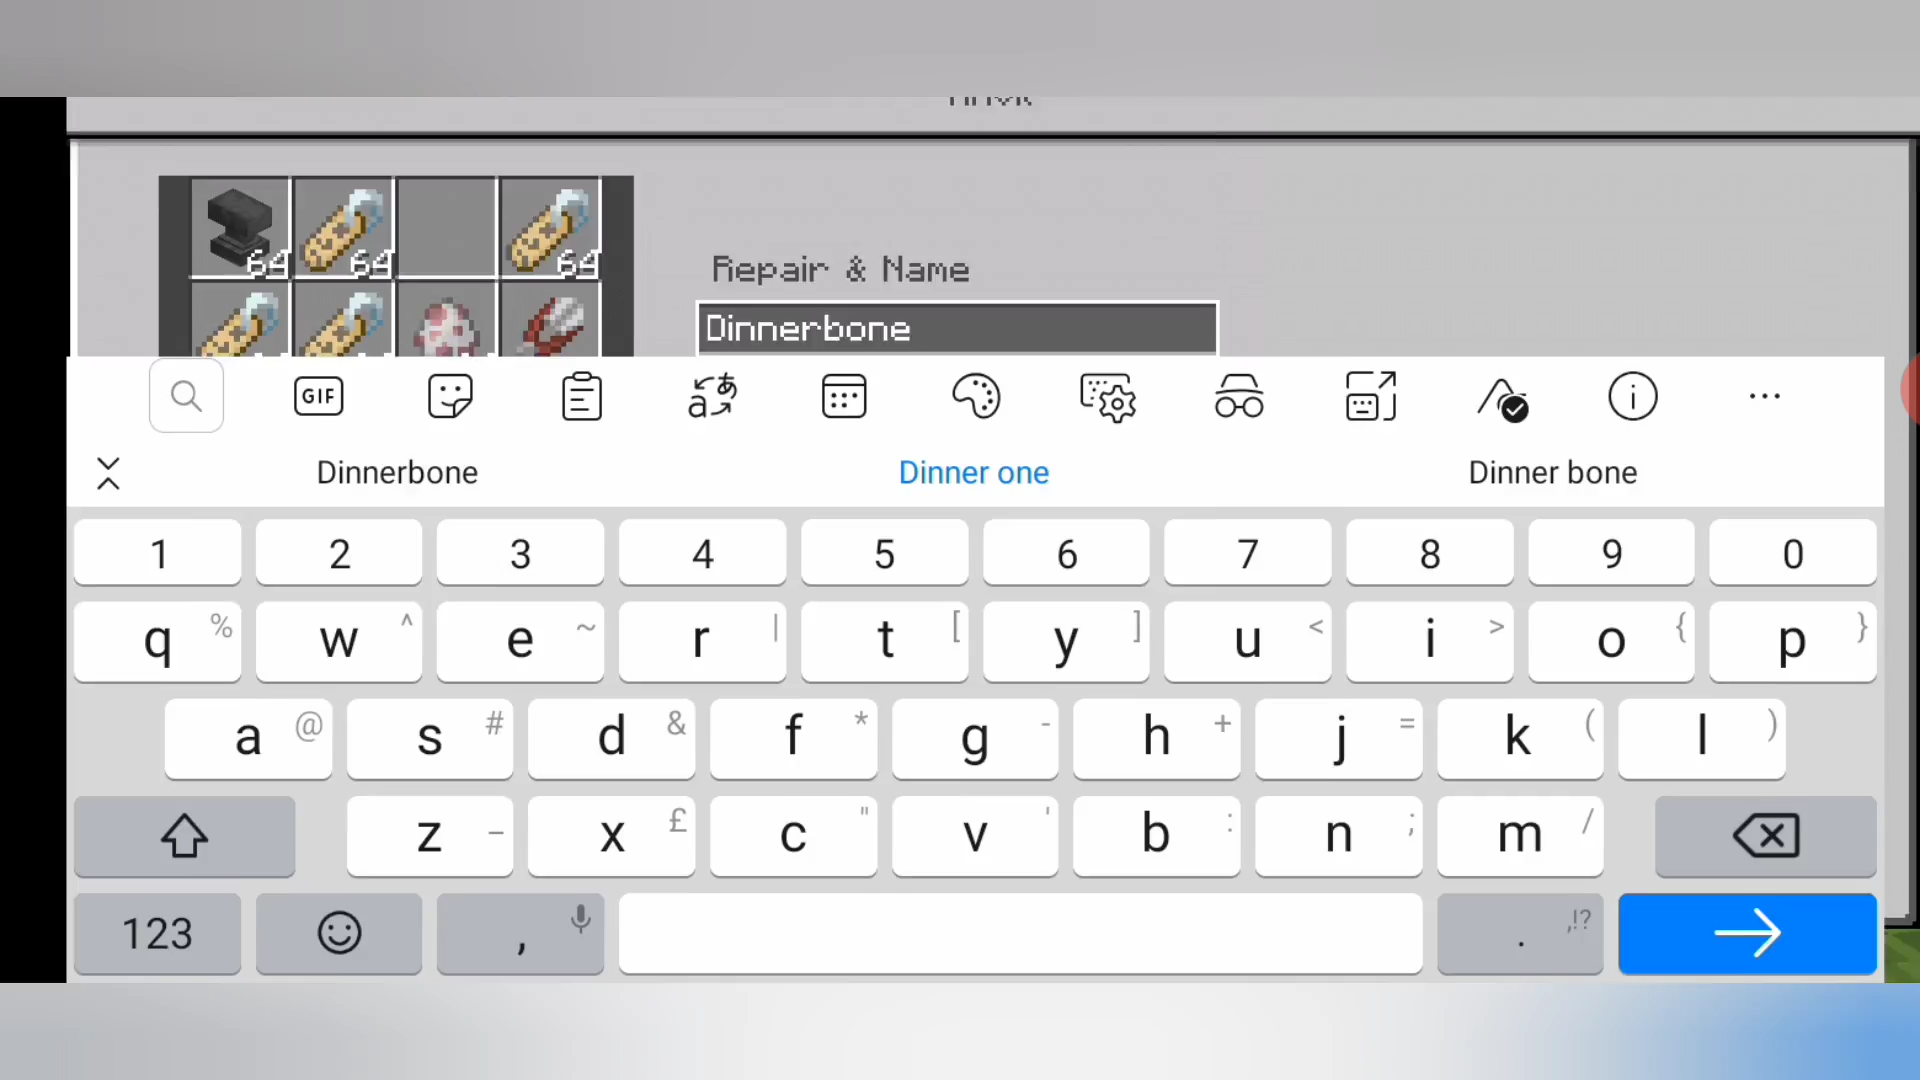 64 64 64
Repair & Name
Dinnerbone
GIF
Dinnerbone Dinner one Dinner bone
1 2 3 4 5 6 7 8 9 0
q % w ^ e ~ r | t [ y ] u < i > o { p }
a @ s # d & f * g - h + j = k ( l )
z _ x £ c " v ' b : n ; m /
123 , . ,!?